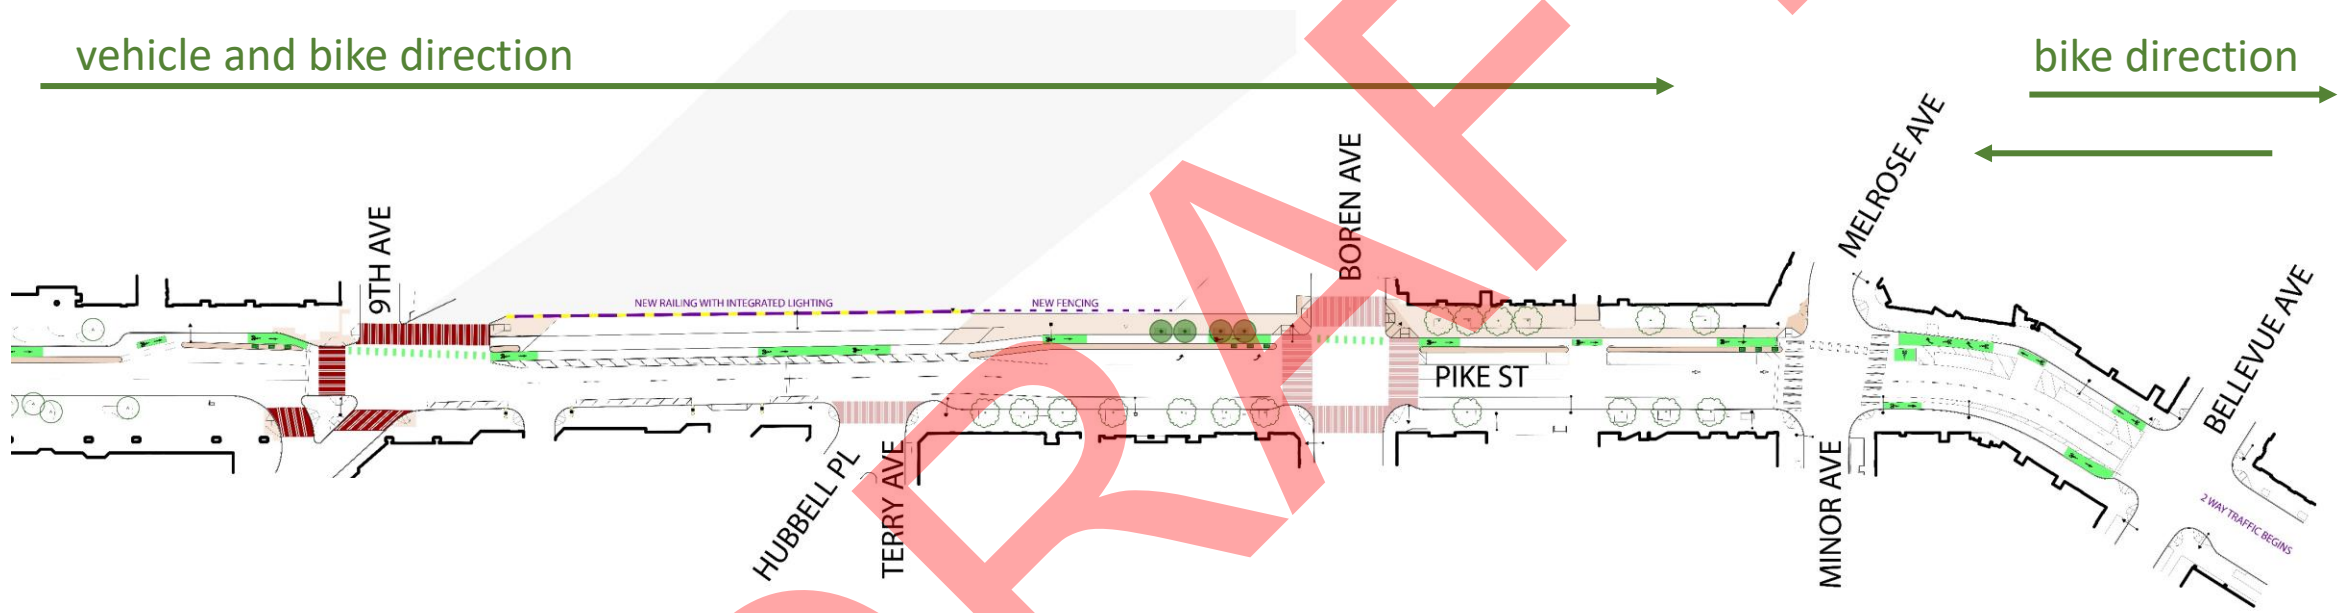 vehicle and bike direction
bike direction
MELROSE AVE
BOREN AVE
9TH AVE
BELLEVUE AVE
NEW RAILING WITH INTEGRATED LIGHTING
NEW FENCING
PIKE ST
HUBBELL PL
TERRY AVE
MINOR AVE
2 WAY TRAFFIC BEGINS
DRAFT